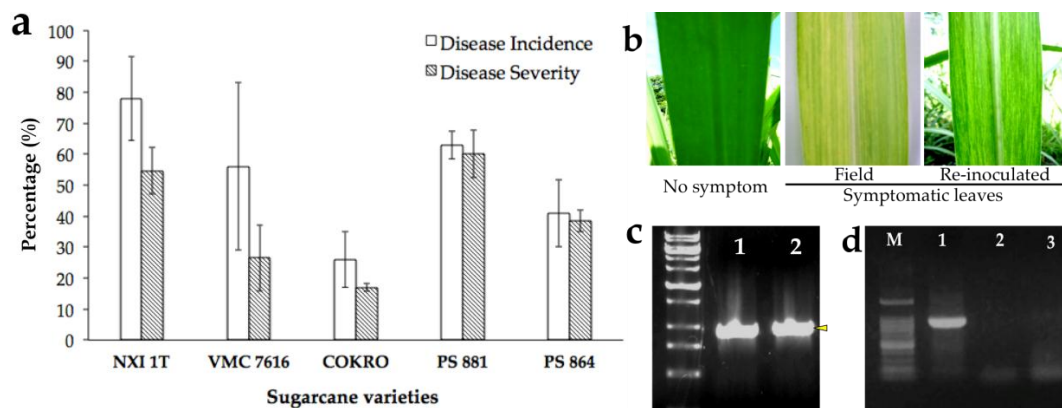 a
100
90
80
70
60
50
40
30
20
10
0
Percentage (%)
Disease Incidence
Disease Severity
NXI 1T VMC 7616 COKRO PS 881 PS 864
Sugarcane varieties
b
No symptom
Field Re-inoculated
Symptomatic leaves
c
1 2
d
M 1 2 3